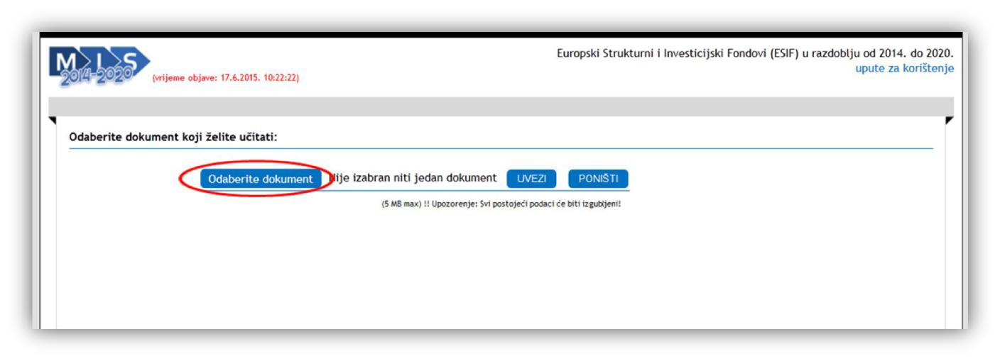 MIS
2014-2020
(vrijeme objave: 17.6.2015. 10:22:22)
Europski Strukturni i Investicijski Fondovi (ESIF) u razdoblju od 2014. do 2020.
upute za korištenje
Odaberite dokument koji želite učitati:
Odaberite dokument Nije izabran niti jedan dokument UVEZI PONIŠTI
(5 MB max) !! Upozorenje: Svi postojeći podaci će biti izgubljeni!